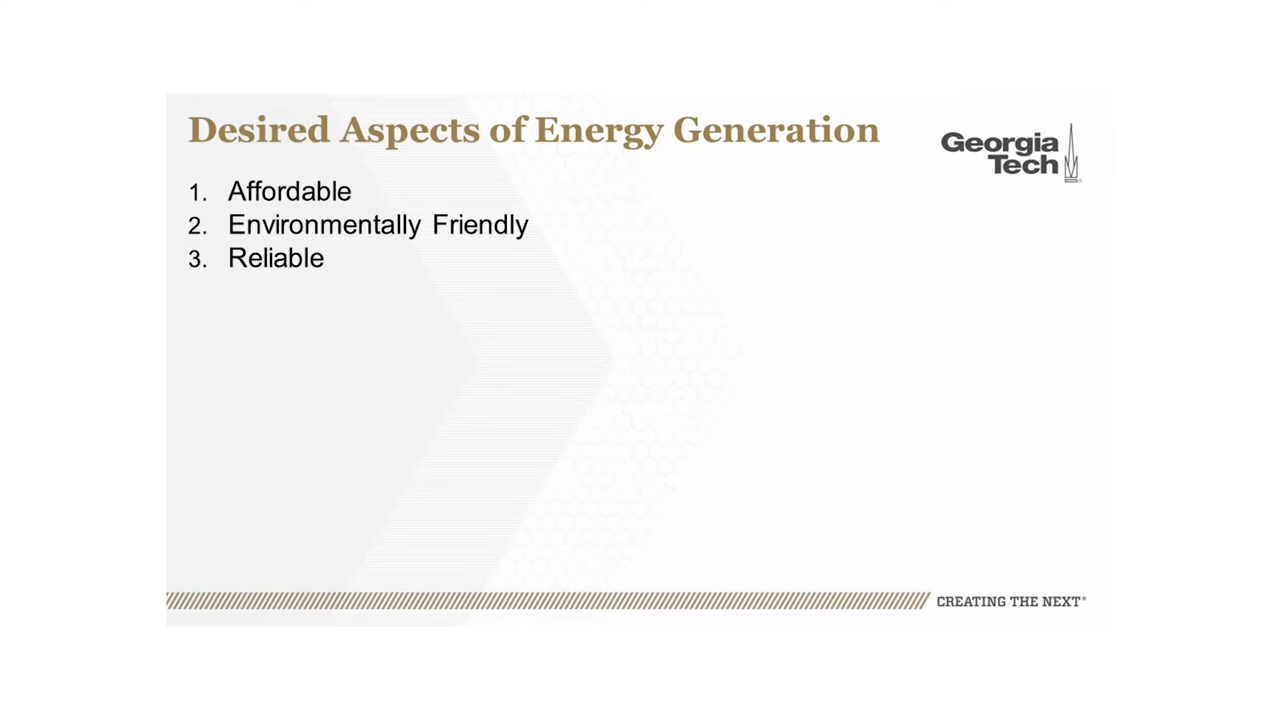 Desired Aspects of Energy Generation
Georgia
Tech
1. Affordable
2. Environmentally Friendly
3. Reliable
CREATING THE NEXT®